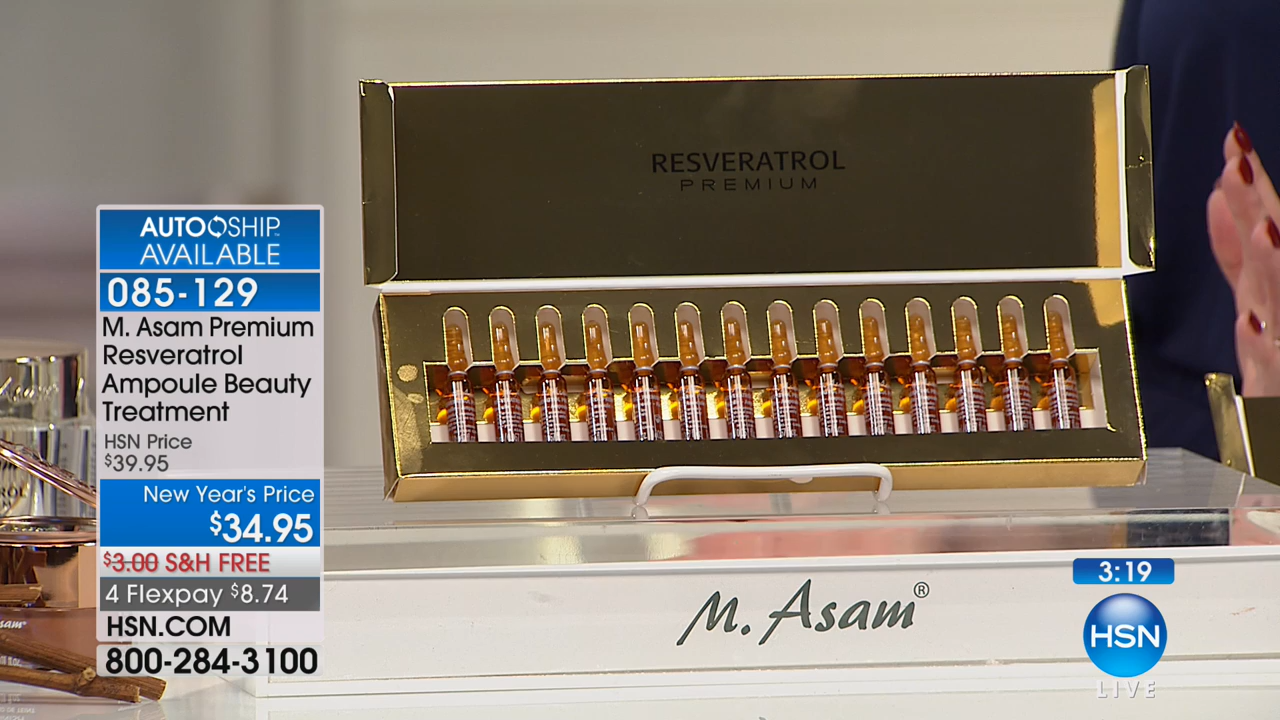 RESVERATROL
PREMIUM
AUTOSHIP
AVAILABLE
085-129
M. Asam Premium
Resveratrol
Ampoule Beauty
Treatment
HSN Price
$39.95
New Year's Price
$34.95
$3.00 S&H FREE
4 Flexpay $8.74
HSN.COM
800-284-3100
M. Asam®
3:19
HSN
LIVE